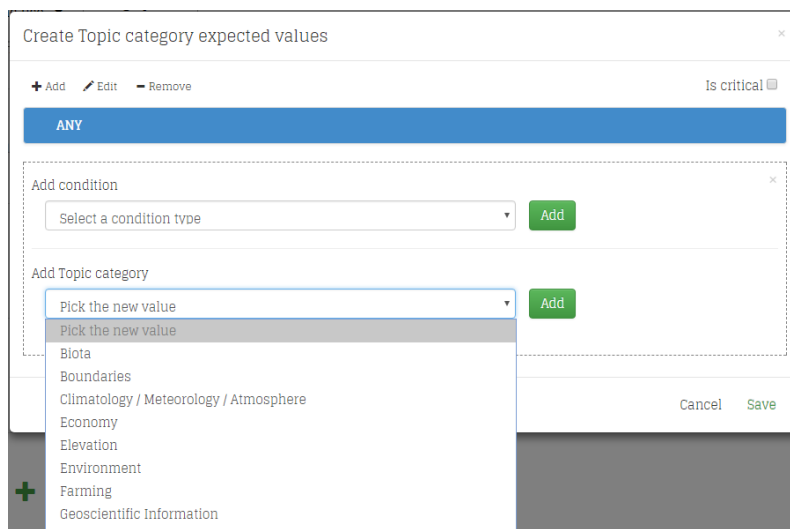 Create Topic category expected values ×
Add Edit Remove Is critical
ANY
Add condition ×
Select a condition type Add
Add Topic category
Pick the new value Add
Pick the new value
Biota
Boundaries
Climatology / Meteorology / Atmosphere
Economy
Elevation
Environment
Farming
Geoscientific Information
Cancel Save